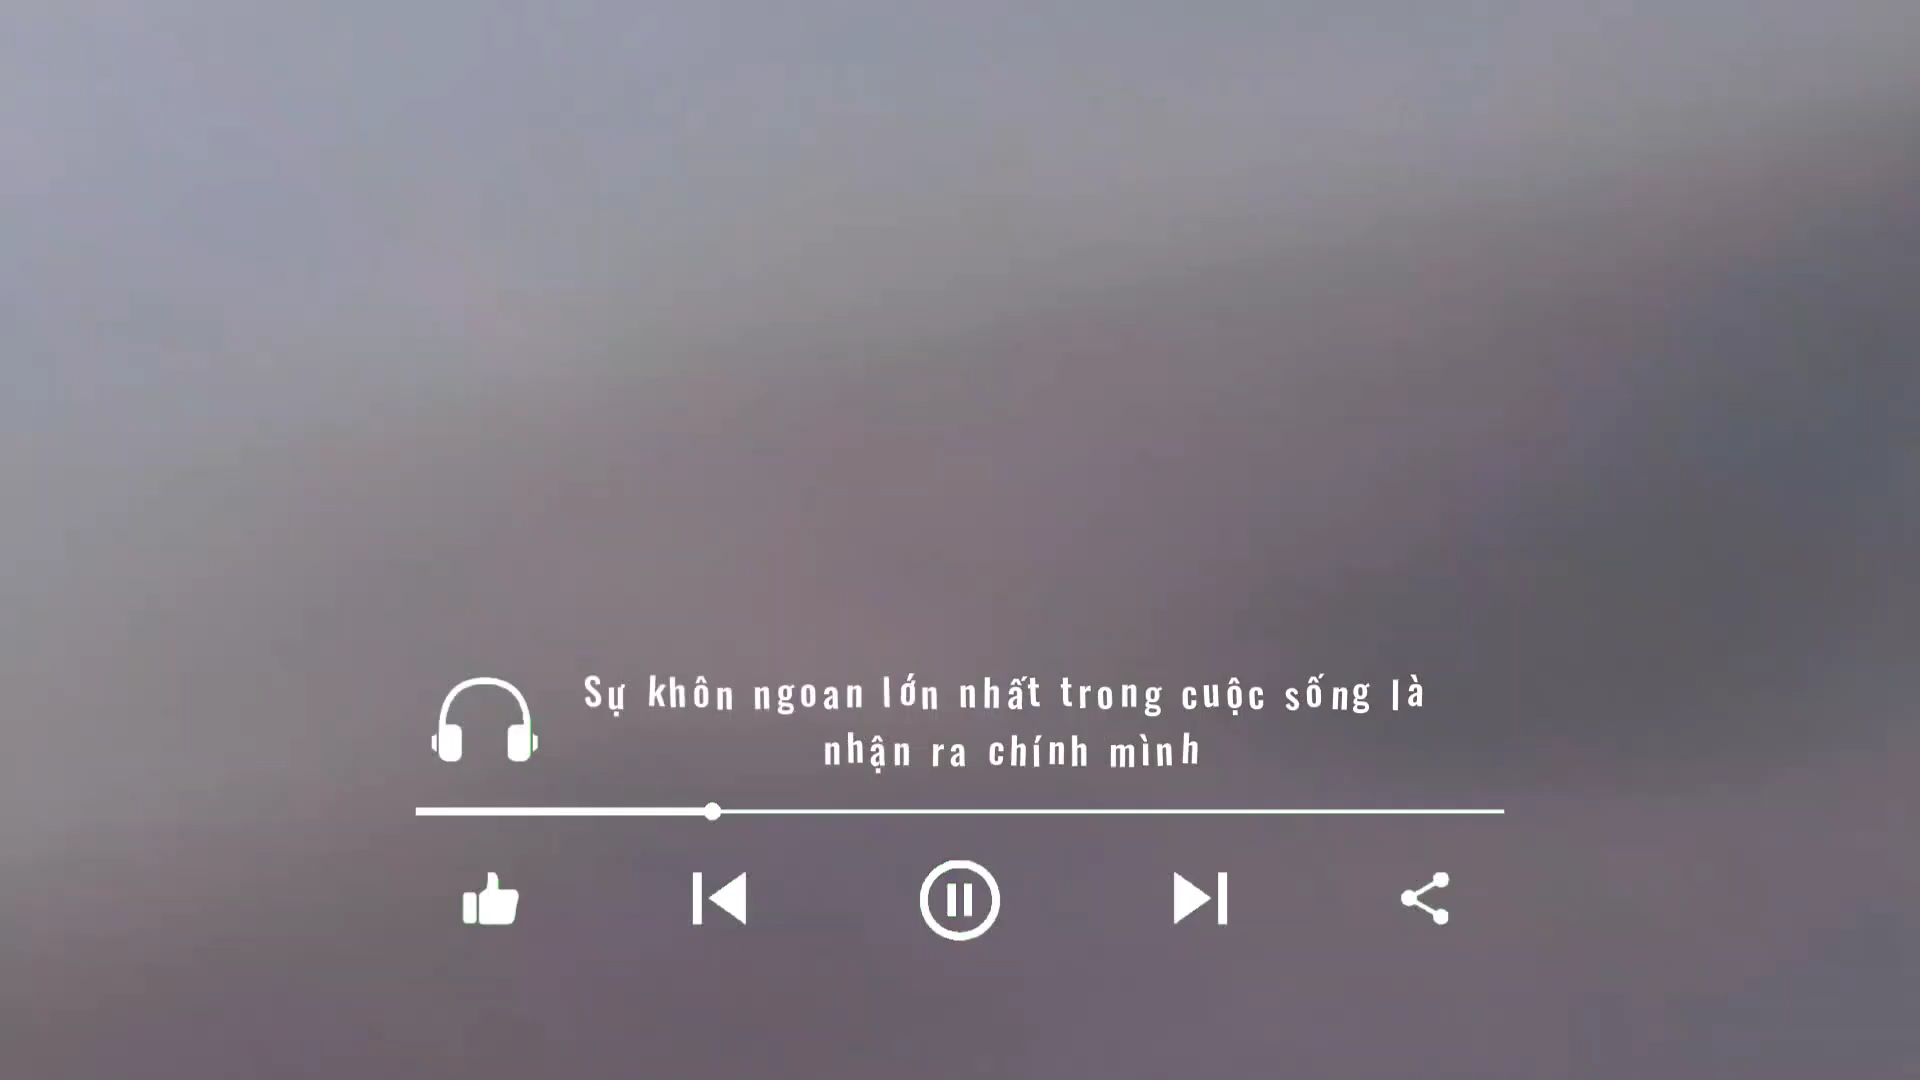 Sự khôn ngoan lớn nhất trong cuộc sống là
nhận ra chính mình